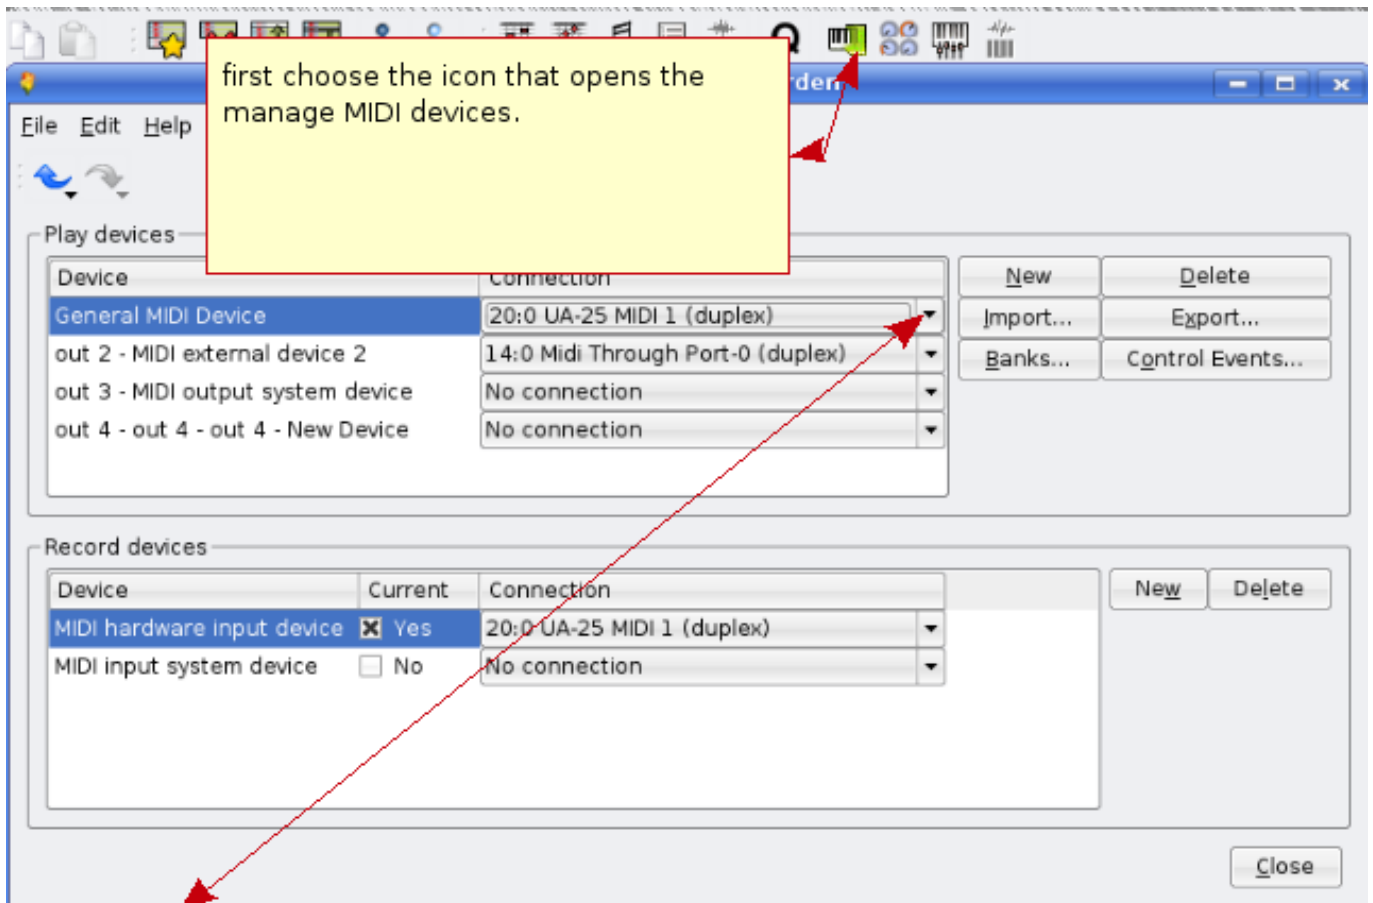 first choose the icon that opens the
manage MIDI devices.
File Edit Help
Play devices
Device Connection
General MIDI Device 20:0 UA-25 MIDI 1 (duplex)
out 2 - MIDI external device 2 14:0 Midi Through Port-0 (duplex)
out 3 - MIDI output system device No connection
out 4 - out 4 - out 4 - New Device No connection
New Delete
Import... Export...
Banks... Control Events...
Record devices
Device Current Connection
MIDI hardware input device Yes 20:0 UA-25 MIDI 1 (duplex)
MIDI input system device No No connection
New Delete
Close